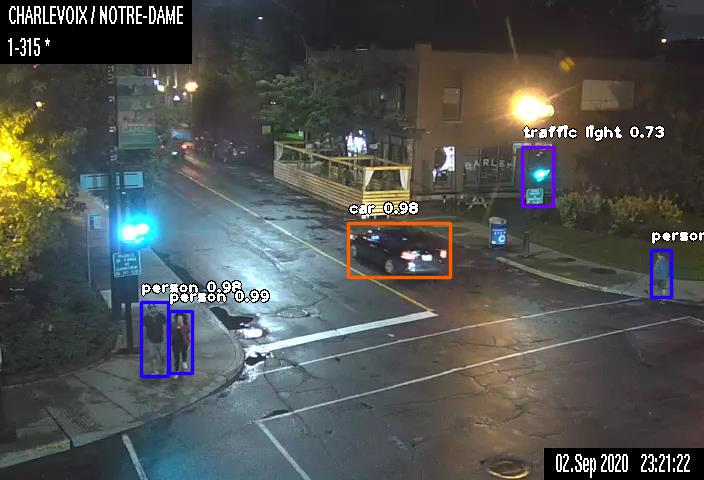 CHARLEVOIX / NOTRE-DAME
1-315 *
traffic light 0.73
car 0.98
person
person 0.98
person 0.99
02.Sep 2020 23:21:22